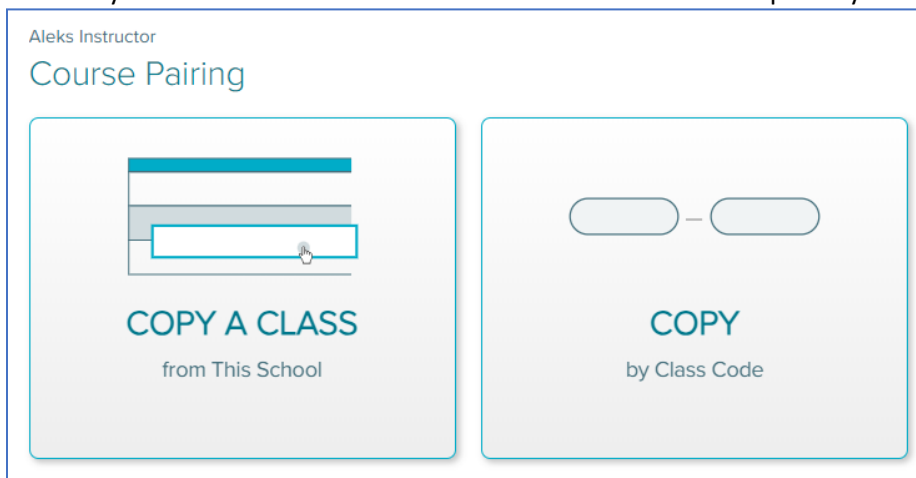 Aleks Instructor
Course Pairing
COPY A CLASS
from This School
COPY
by Class Code